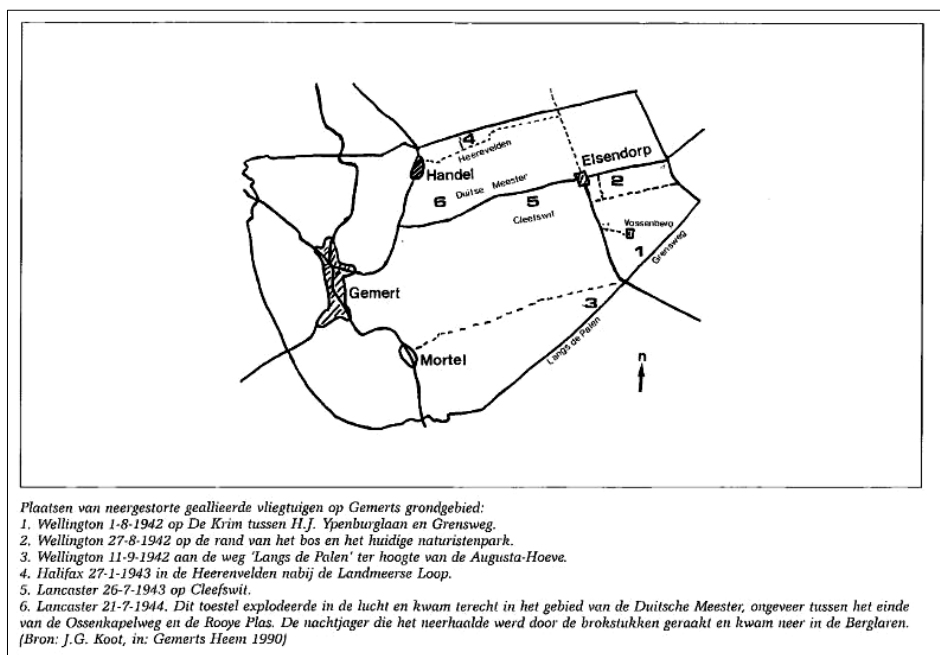 4
Heerevelden
Handel
Elsendorp
6
Duitse Meester
5
2
Cleefswit
Vossenberg
1
Grensweg
Gemert
3
Langs de Palen
Mortel
n
Plaatsen van neergestorte geallieerde vliegtuigen op Gemerts grondgebied:
1. Wellington 1-8-1942 op De Krim tussen H.J. Ypenburglaan en Grensweg.
2. Wellington 27-8-1942 op de rand van het bos en het huidige naturistenpark.
3. Wellington 11-9-1942 aan de weg 'Langs de Palen' ter hoogte van de Augusta-Hoeve.
4. Halifax 27-1-1943 in de Heerenvelden nabij de Landmeerse Loop.
5. Lancaster 26-7-1943 op Cleefswit.
6. Lancaster 21-7-1944. Dit toestel explodeerde in de lucht en kwam terecht in het gebied van de Duitsche Meester, ongeveer tussen het einde
van de Ossenkapelweg en de Rooye Plas. De nachtjager die het neerhaalde werd door de brokstukken geraakt en kwam neer in de Berglaren.
(Bron: J.G. Koot, in: Gemerts Heem 1990)